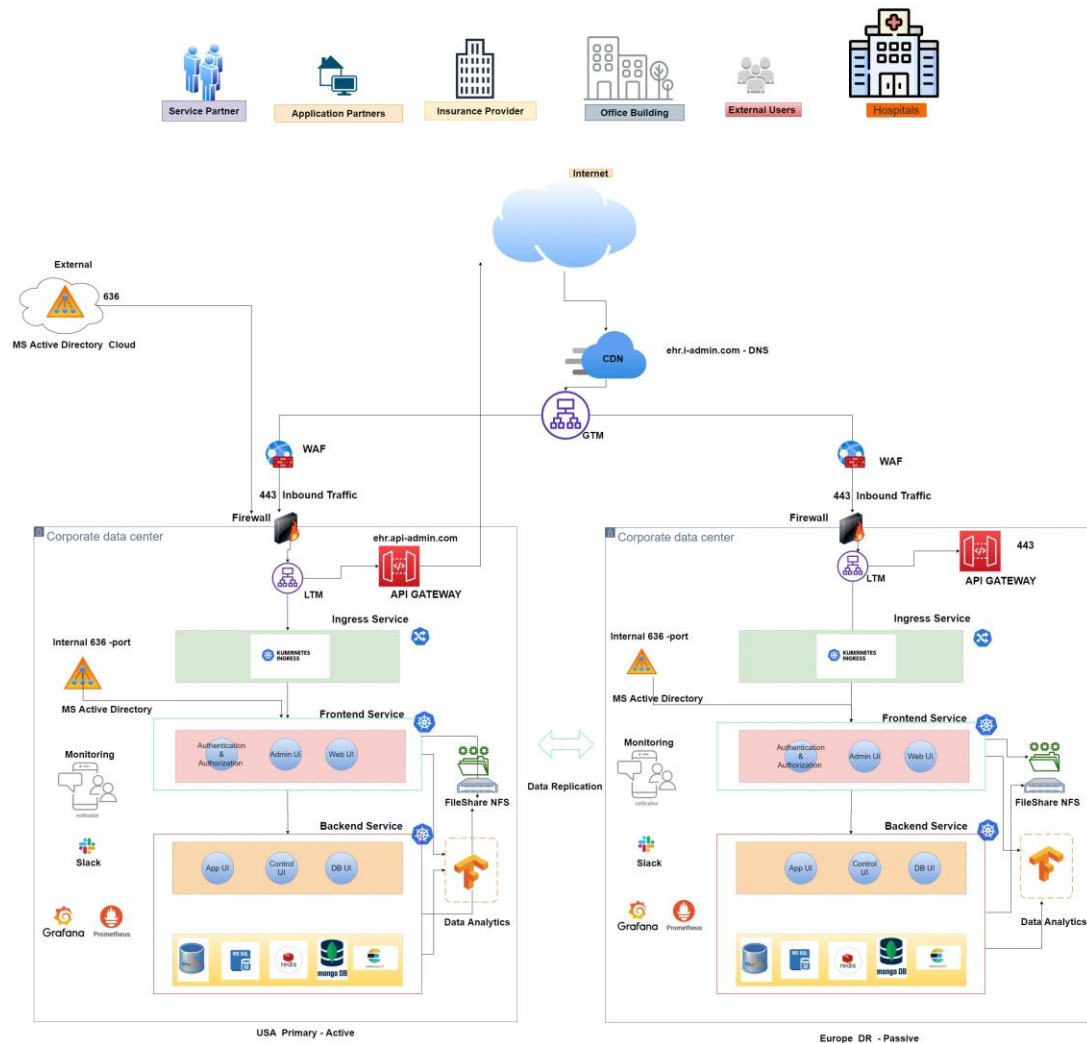 Service Partner
Application Partners
Insurance Provider
Office Building
External Users
Hospitals
Internet
External
636
MS Active Directory Cloud
CDN
ehr.i-admin.com - DNS
GTM
WAF
WAF
443 Inbound Traffic
443 Inbound Traffic
Firewall
Firewall
Corporate data center
ehr.api-admin.com
LTM
API GATEWAY
Ingress Service
KUBERNETES
INGRESS
Internal 636 -port
MS Active Directory
Frontend Service
Authentication
&
Authorization
Admin Ui
Web UI
Monitoring
notification
FileShare NFS
Backend Service
Slack
App UI
Control
UI
DB UI
Data Analytics
Grafana
Prometheus
MS SQL
redis
mongo DB
USA Primary - Active
Data Replication
Corporate data center
443
LTM
API GATEWAY
Ingress Service
KUBERNETES
INGRESS
Internal 636 -port
MS Active Directory
Frontend Service
Authentication
&
Authorization
Admin Ui
Web UI
Monitoring
notification
FileShare NFS
Backend Service
Slack
App UI
Control
UI
DB UI
Data Analytics
Grafana
Prometheus
MS SQL
redis
mongo DB
Europe DR - Passive